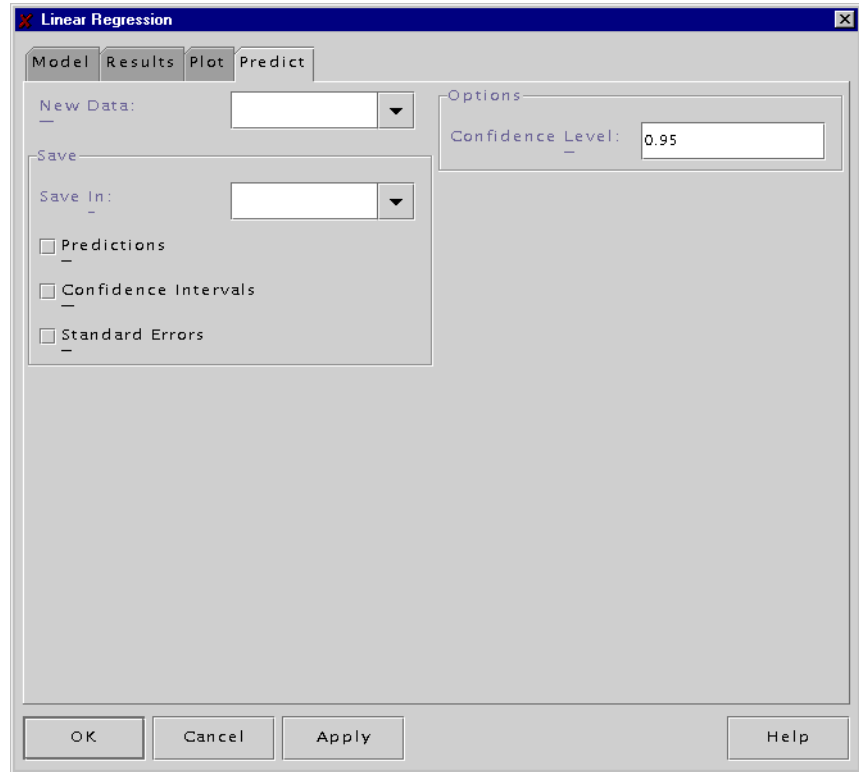 Linear Regression
Model Results Plot Predict
New Data:
Save
Save In:
Predictions
Confidence Intervals
Standard Errors
Options
Confidence Level: 0.95
OK Cancel Apply Help